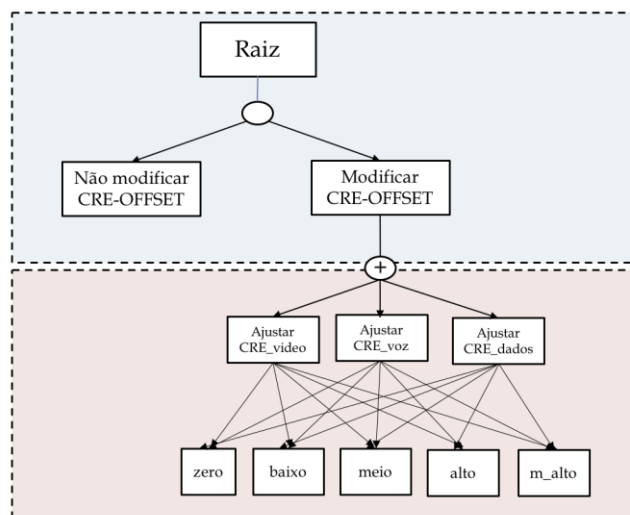 Raiz
Não modificar
CRE-OFFSET
Modificar
CRE-OFFSET
+
Ajustar
CRE_video
Ajustar
CRE_voz
Ajustar
CRE_dados
zero
baixo
meio
alto
m_alto